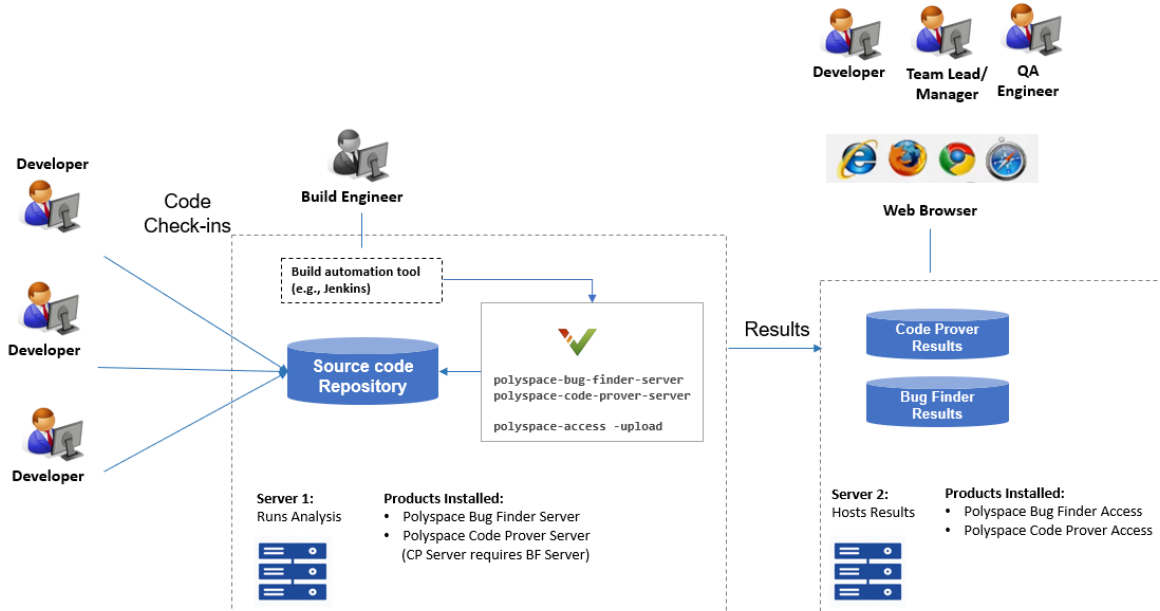 Developer
Team Lead/
Manager
QA
Engineer
Web Browser
Developer
Developer
Developer
Code
Check-ins
Build Engineer
Build automation tool
(e.g., Jenkins)
Source code
Repository
polyspace-bug-finder-server
polyspace-code-prover-server
polyspace-access -upload
Results
Code Prover
Results
Bug Finder
Results
Server 1:
Runs Analysis
Products Installed:
• Polyspace Bug Finder Server
• Polyspace Code Prover Server
(CP Server requires BF Server)
Server 2:
Hosts Results
Products Installed:
• Polyspace Bug Finder Access
• Polyspace Code Prover Access